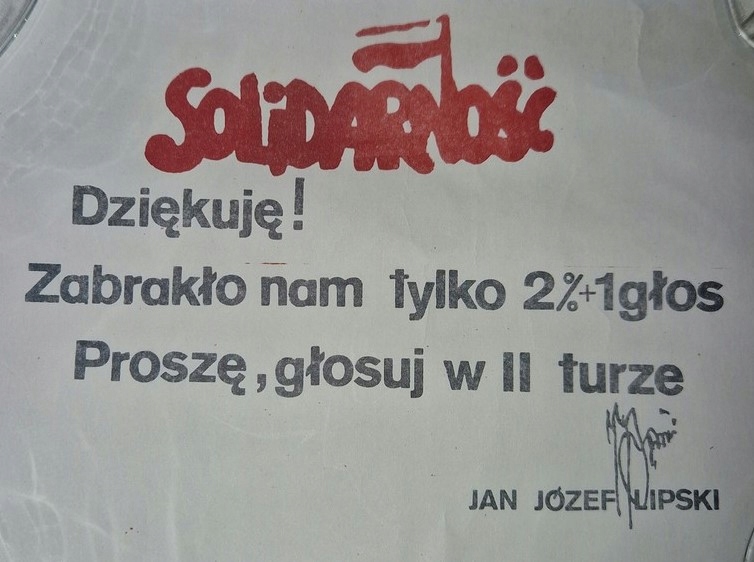 SOLiDARNOŚĆ
Dziękuję!
Zabrakło nam tylko 2%+1głos
Proszę, głosuj w II turze
JAN JÓZEF LIPSKI